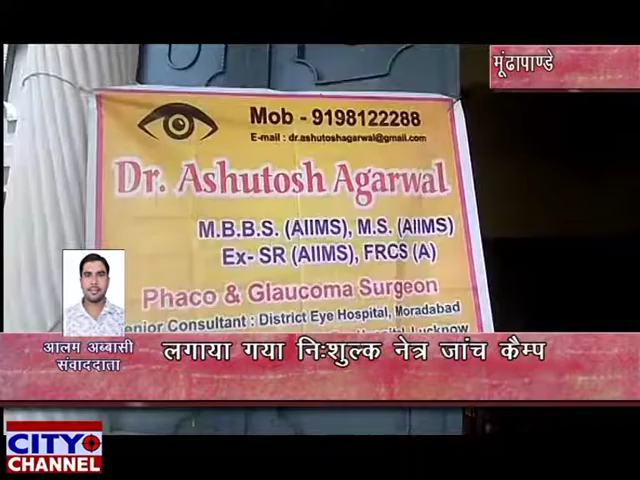 मूंढापाण्डे
Mob - 9198122288
E-mail : dr.ashutoshagarwal@gmail.com
Dr. Ashutosh Agarwal
M.B.B.S. (AIIMS), M.S. (AIIMS)
Ex- SR (AIIMS), FRCS (A)
Phaco & Glaucoma Surgeon
enior Consultant : District Eye Hospital, Moradabad
Lucknow
आलम अब्बासी
संवाददाता
लगाया गया निःशुल्क नेत्र जांच कैम्प
CITY
CHANNEL